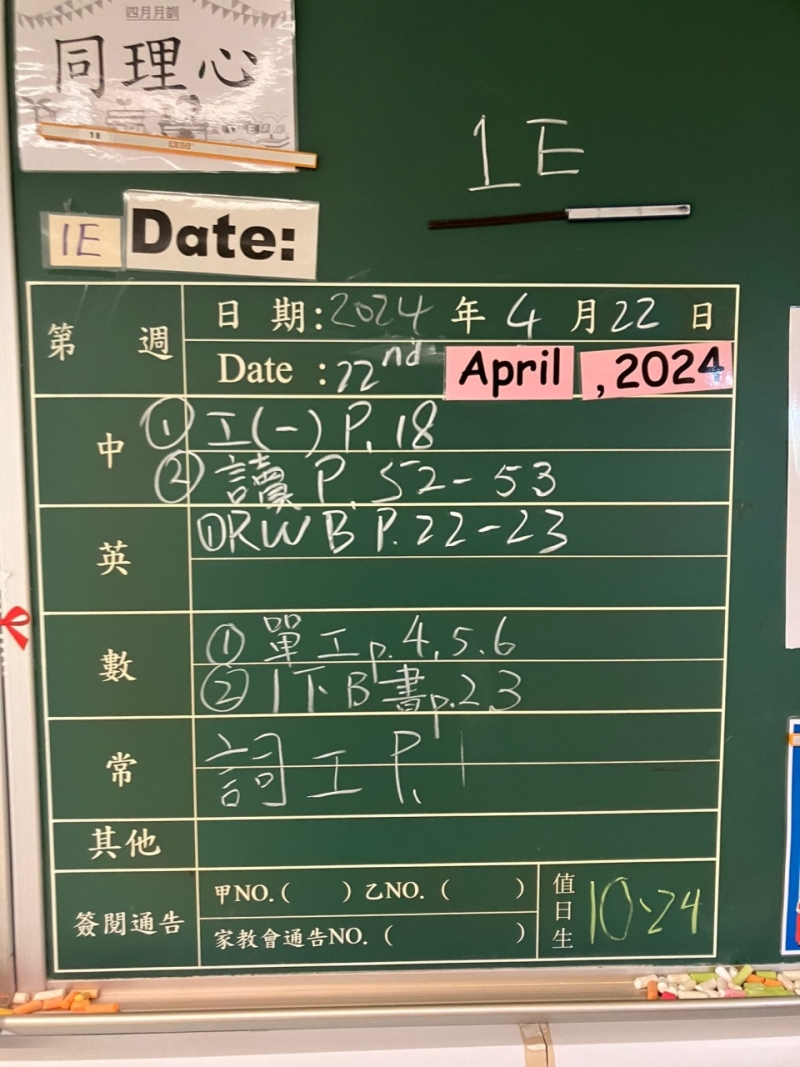 四月月訓
同理心
1E
1E
Date:
第 週
日 期:2024 年 4 月 22 日
Date :22nd April ,2024
中
① 工(一) P. 18
② 讀 P. 52-53
英
① RWB P. 22-23
數
① 單工 p. 4, 5, 6
② 1下B書 p. 2, 3
常
詞工 P. 1
其他
簽閱通告
甲NO.( ) 乙NO. ( )
家教會通告NO. ( )
值日生
10、24